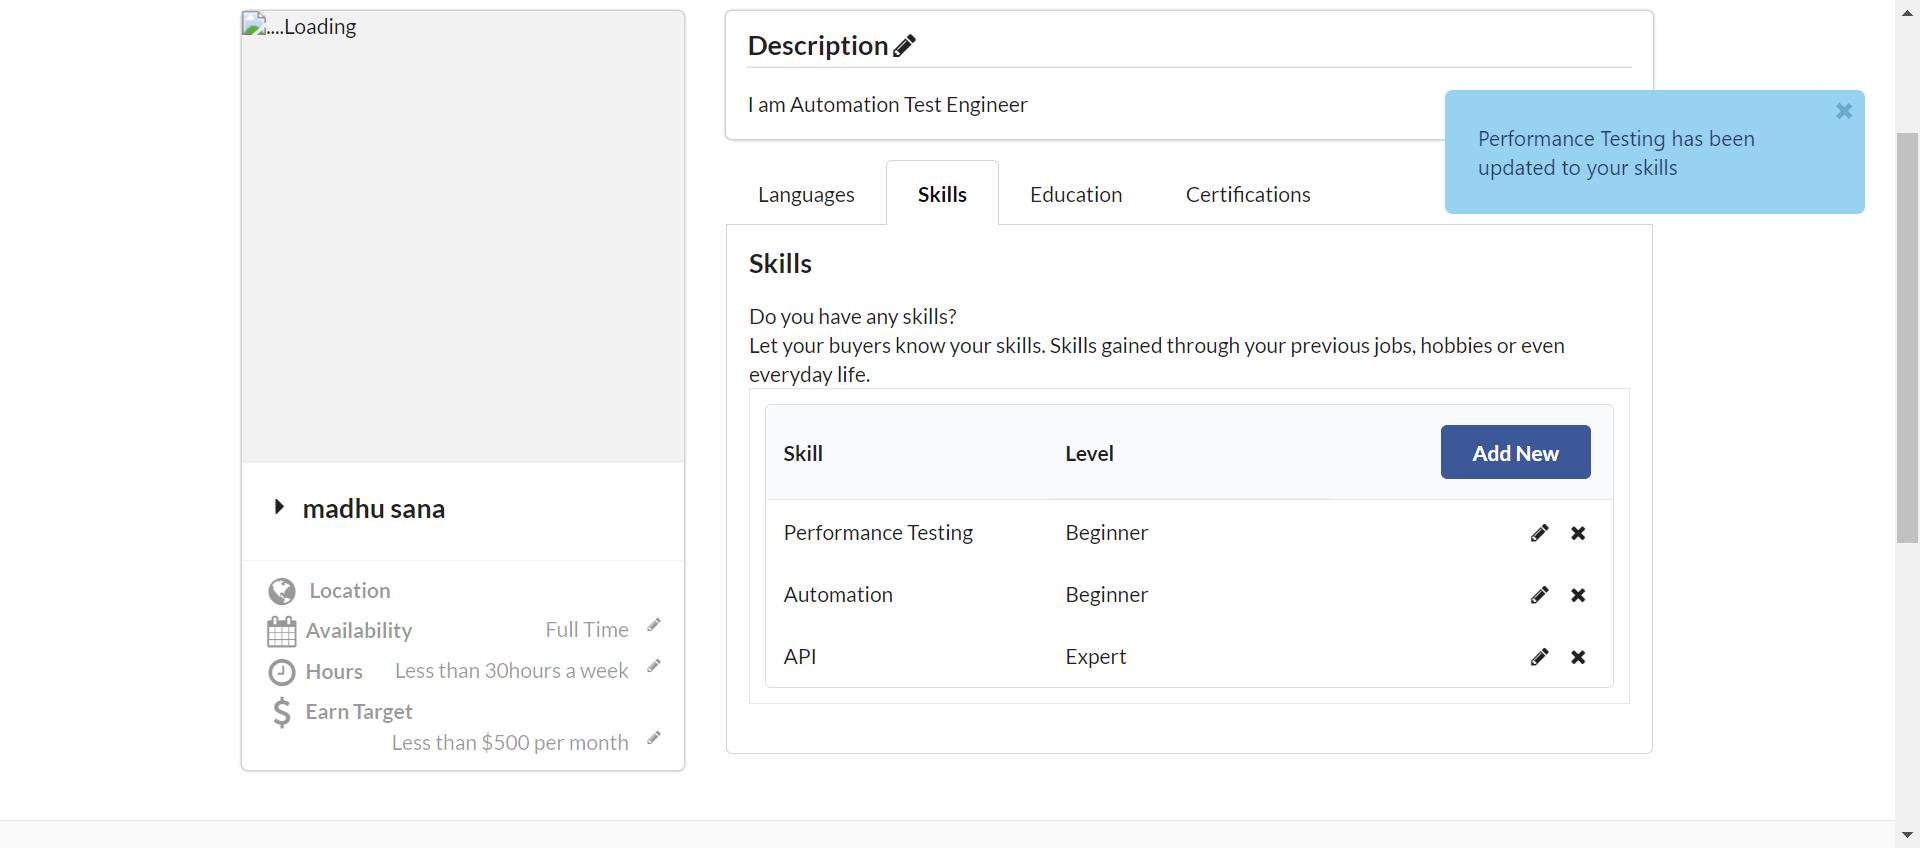 ....Loading
Description
I am Automation Test Engineer
Performance Testing has been
updated to your skills
Languages
Skills
Education
Certifications
Skills
Do you have any skills?
Let your buyers know your skills. Skills gained through your previous jobs, hobbies or even
everyday life.
Skill Level Add New
Performance Testing Beginner
Automation Beginner
API Expert
madhu sana
Location
Availability Full Time
Hours Less than 30hours a week
Earn Target
Less than $500 per month